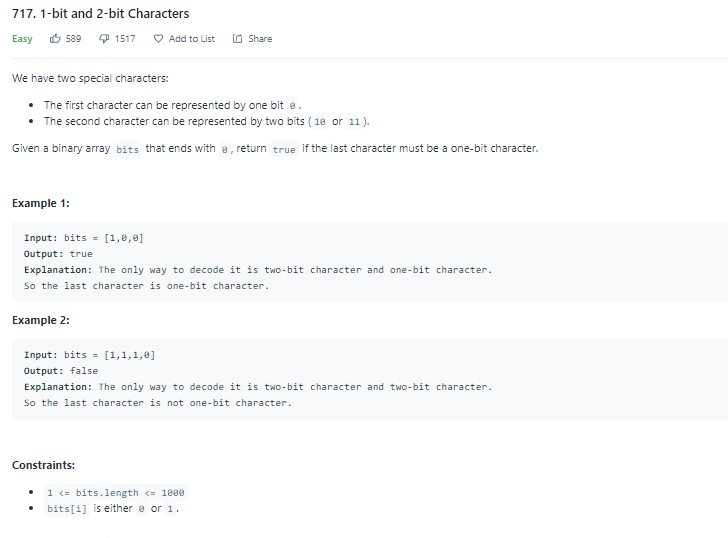 717. 1-bit and 2-bit Characters
Easy 589 1517 Add to List Share
We have two special characters:
• The first character can be represented by one bit 0.
• The second character can be represented by two bits (10 or 11).
Given a binary array bits that ends with 0, return true if the last character must be a one-bit character.
Example 1:
Input: bits = [1,0,0]
Output: true
Explanation: The only way to decode it is two-bit character and one-bit character.
So the last character is one-bit character.
Example 2:
Input: bits = [1,1,1,0]
Output: false
Explanation: The only way to decode it is two-bit character and two-bit character.
So the last character is not one-bit character.
Constraints:
• 1 <= bits.length <= 1000
• bits[i] is either 0 or 1.